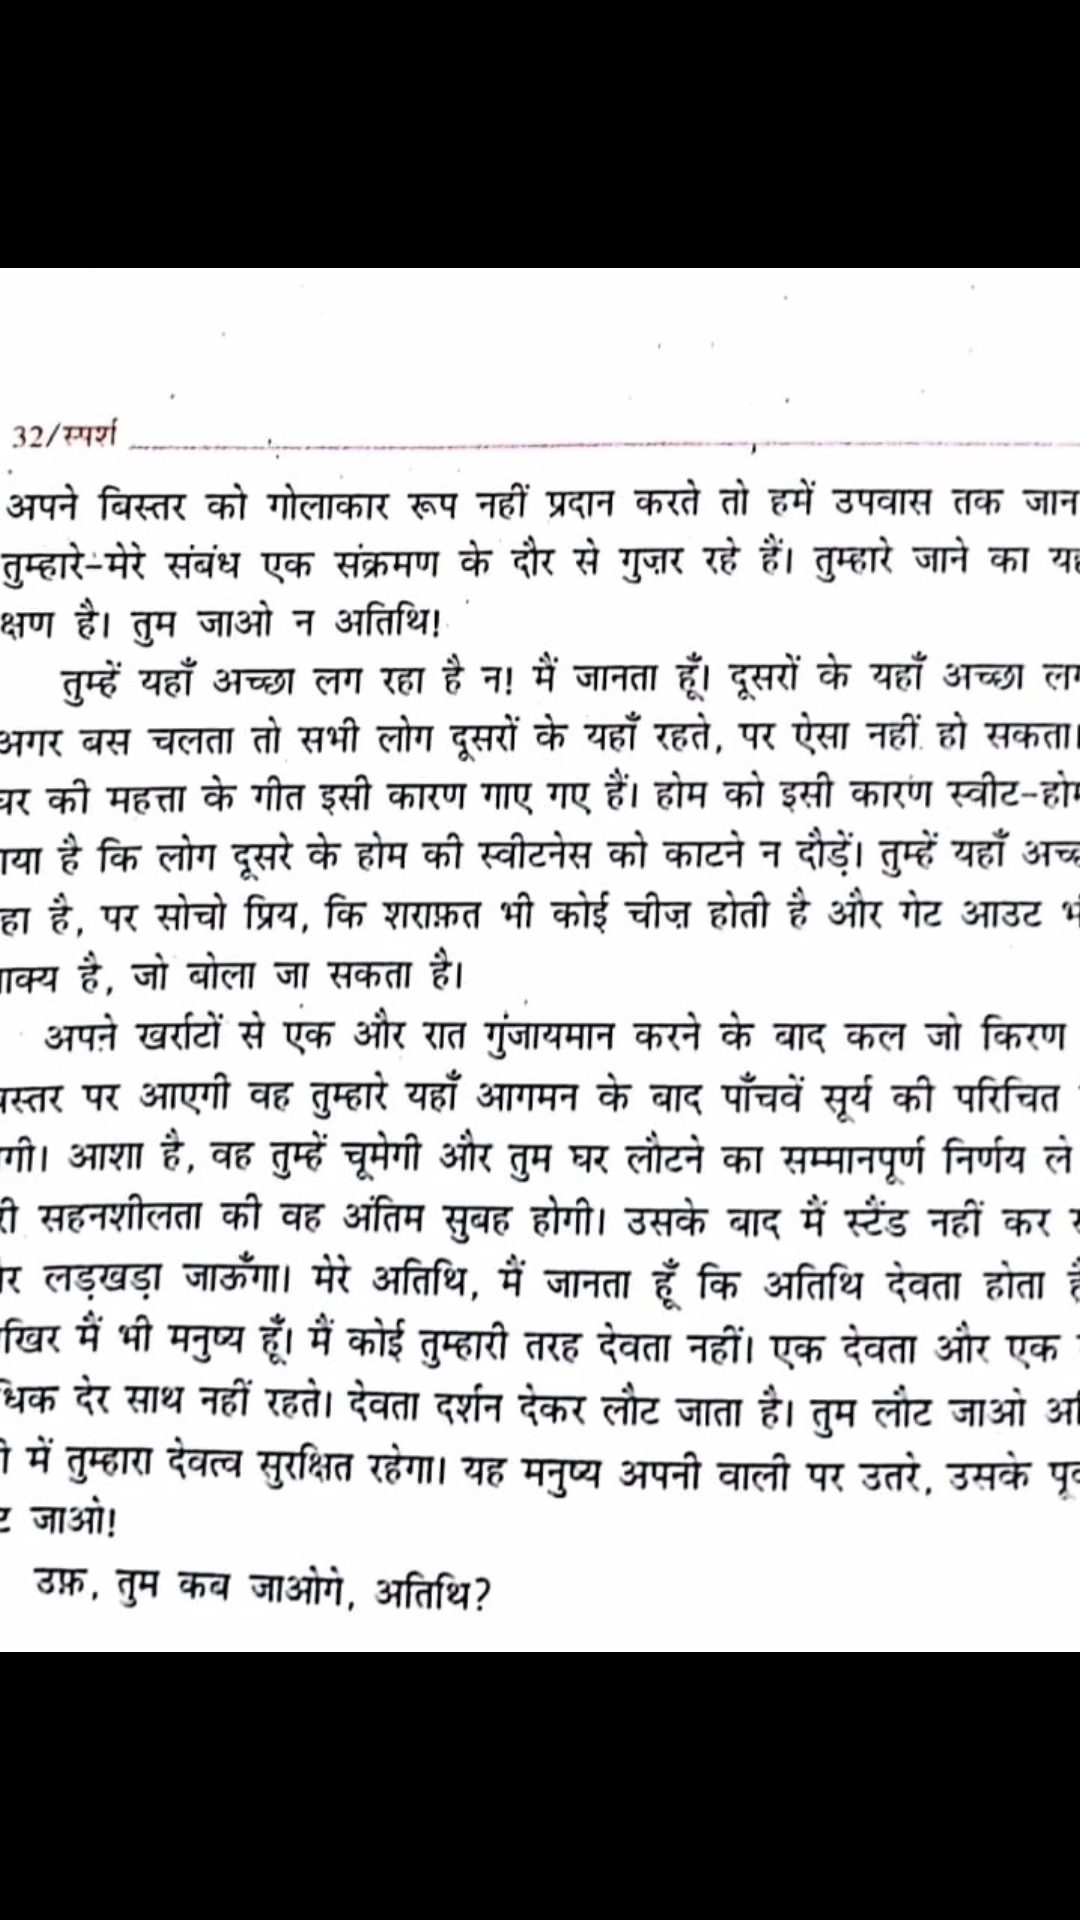 32/स्पर्श
अपने बिस्तर को गोलाकार रूप नहीं प्रदान करते तो हमें उपवास तक जान
तुम्हारे-मेरे संबंध एक संक्रमण के दौर से गुज़र रहे हैं। तुम्हारे जाने का
क्षण है। तुम जाओ न अतिथि!
तुम्हें यहाँ अच्छा लग रहा है न! मैं जानता हूँ। दूसरों के यहाँ अच्छा
अगर बस चलता तो सभी लोग दूसरों के यहाँ रहते, पर ऐसा नहीं हो सकता।
घर की महत्ता के गीत इसी कारण गाए गए हैं। होम को इसी कारण स्वीट-होम
है कि लोग दूसरे के होम की स्वीटनेस को काटने न दौड़ें। तुम्हें यहाँ
है, पर सोचो प्रिय, कि शराफ़त भी कोई चीज़ होती है और गेट आउट
है, जो बोला जा सकता है।
अपने खर्राटों से एक और रात गुंजायमान करने के बाद कल जो किरण
पर आएगी वह तुम्हारे यहाँ आगमन के बाद पाँचवें सूर्य की परिचित
आशा है, वह तुम्हें चूमेगी और तुम घर लौटने का सम्मानपूर्ण निर्णय ले
सहनशीलता की वह अंतिम सुबह होगी। उसके बाद मैं स्टैंड नहीं कर
लड़खड़ा जाऊँगा। मेरे अतिथि, मैं जानता हूँ कि अतिथि देवता होता
मैं भी मनुष्य हूँ। मैं कोई तुम्हारी तरह देवता नहीं। एक देवता और एक
देर साथ नहीं रहते। देवता दर्शन देकर लौट जाता है। तुम लौट जाओ
में तुम्हारा देवत्व सुरक्षित रहेगा। यह मनुष्य अपनी वाली पर उतरे, उसके
जाओ!
उफ़, तुम कब जाओगे, अतिथि?